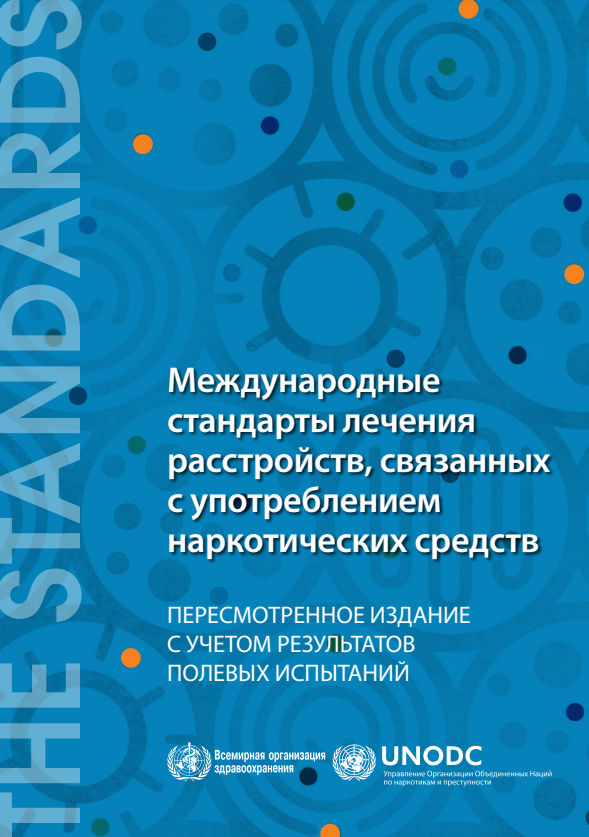 THE STANDARDS
Международные
стандарты лечения
расстройств, связанных
с употреблением
наркотических средств
ПЕРЕСМОТРЕННОЕ ИЗДАНИЕ
С УЧЕТОМ РЕЗУЛЬТАТОВ
ПОЛЕВЫХ ИСПЫТАНИЙ
Всемирная организация
здравоохранения
UNODC
Управление Организации Объединенных Наций
по наркотикам и преступности